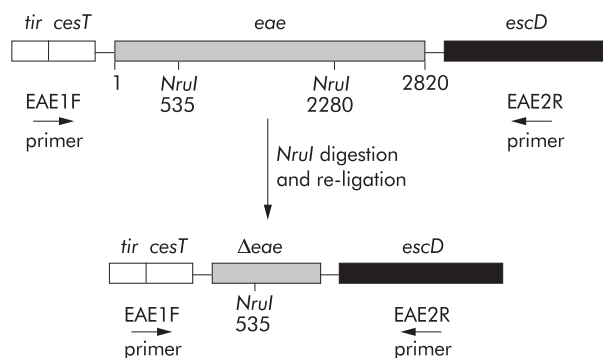 tir cesT eae escD
1 NruI NruI 2820
535 2280
EAE1F EAE2R
primer primer
NruI digestion
and re-ligation
tir cesT Δeae escD
NruI
535
EAE1F EAE2R
primer primer